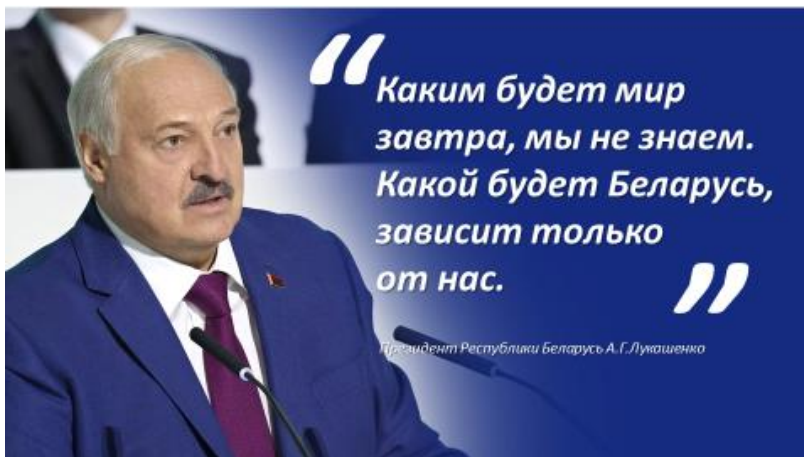 “
Каким будет мир
завтра, мы не знаем.
Какой будет Беларусь,
зависит только
от нас.
”
Президент Республики Беларусь А.Г.Лукашенко